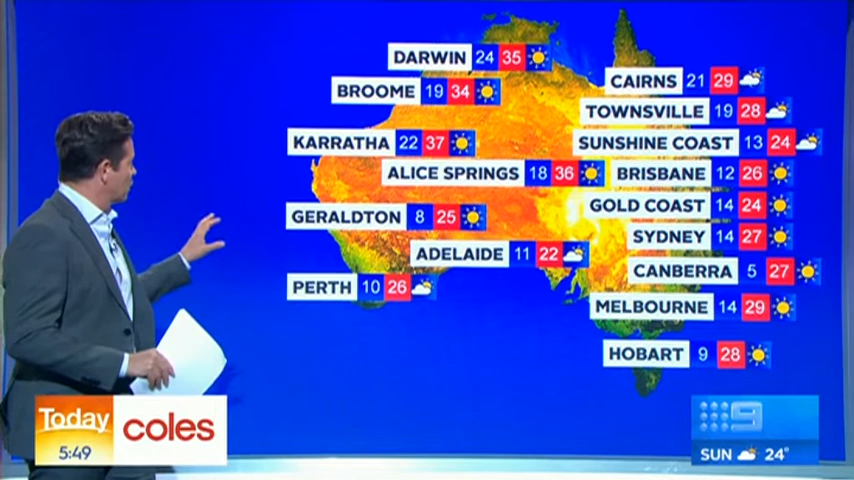 DARWIN 24 35
BROOME 19 34
KARRATHA 22 37
ALICE SPRINGS 18 36
GERALDTON 8 25
ADELAIDE 11 22
PERTH 10 26
CAIRNS 21 29
TOWNSVILLE 19 28
SUNSHINE COAST 13 24
BRISBANE 12 26
GOLD COAST 14 24
SYDNEY 14 27
CANBERRA 5 27
MELBOURNE 14 29
HOBART 9 28
Today
5:49
coles
9
SUN 24°